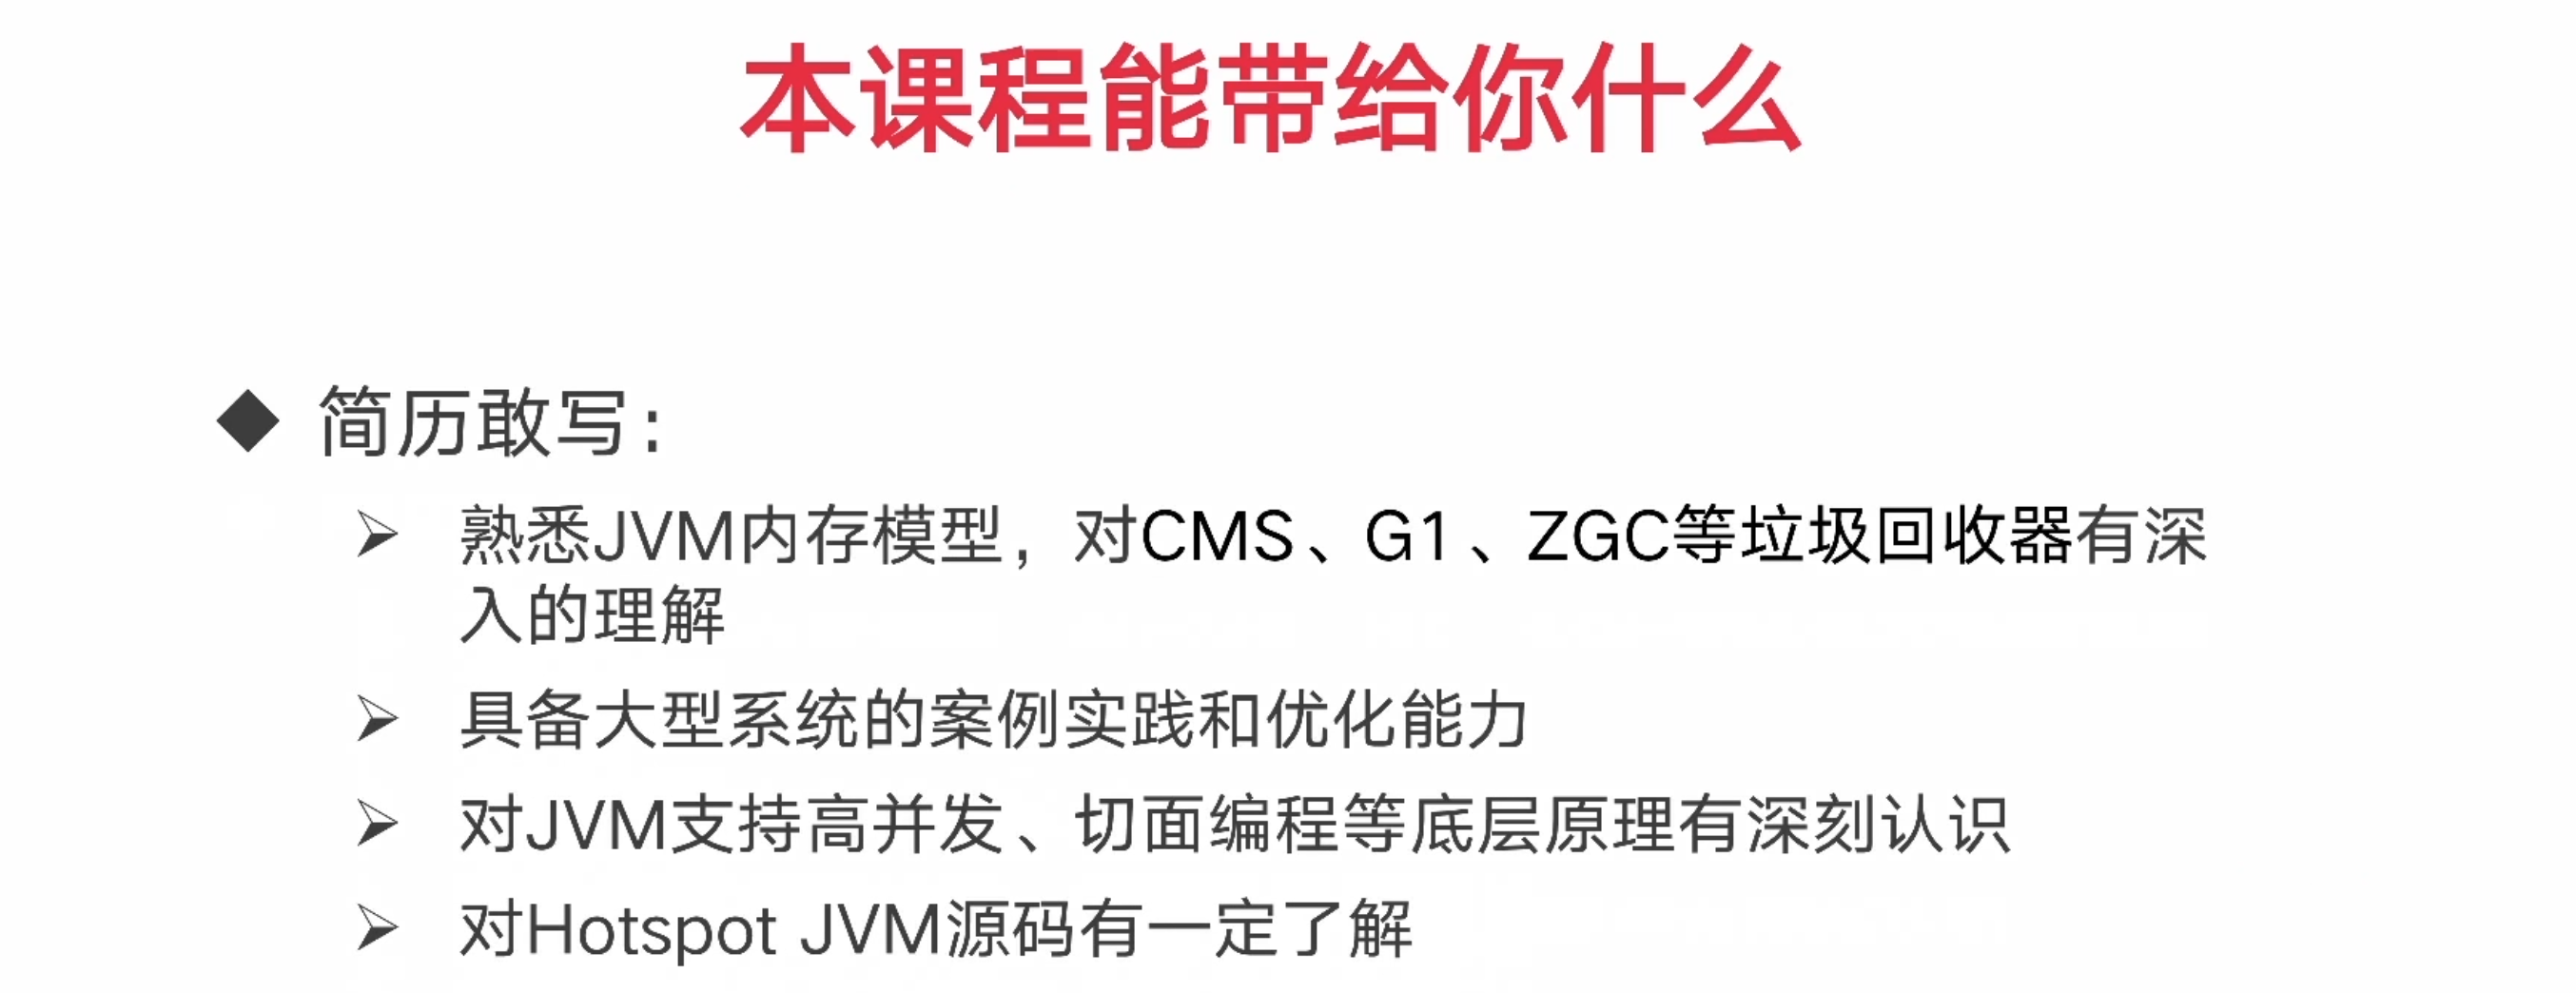 本课程能带给你什么
简历敢写：
熟悉JVM内存模型，对CMS、G1、ZGC等垃圾回收器有深
入的理解
具备大型系统的案例实践和优化能力
对JVM支持高并发、切面编程等底层原理有深刻认识
对Hotspot JVM源码有一定了解